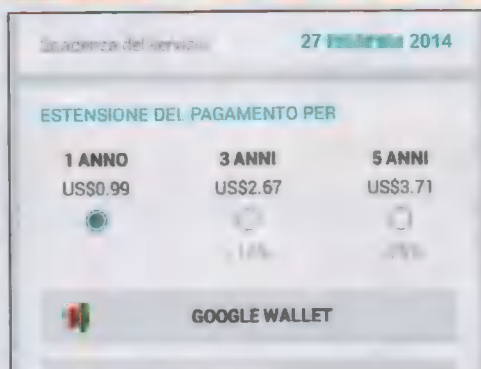 Scadenza del servizio 27 febbraio 2014
ESTENSIONE DEL PAGAMENTO PER
1 ANNO 3 ANNI 5 ANNI
US$0.99 US$2.67 US$3.71
GOOGLE WALLET